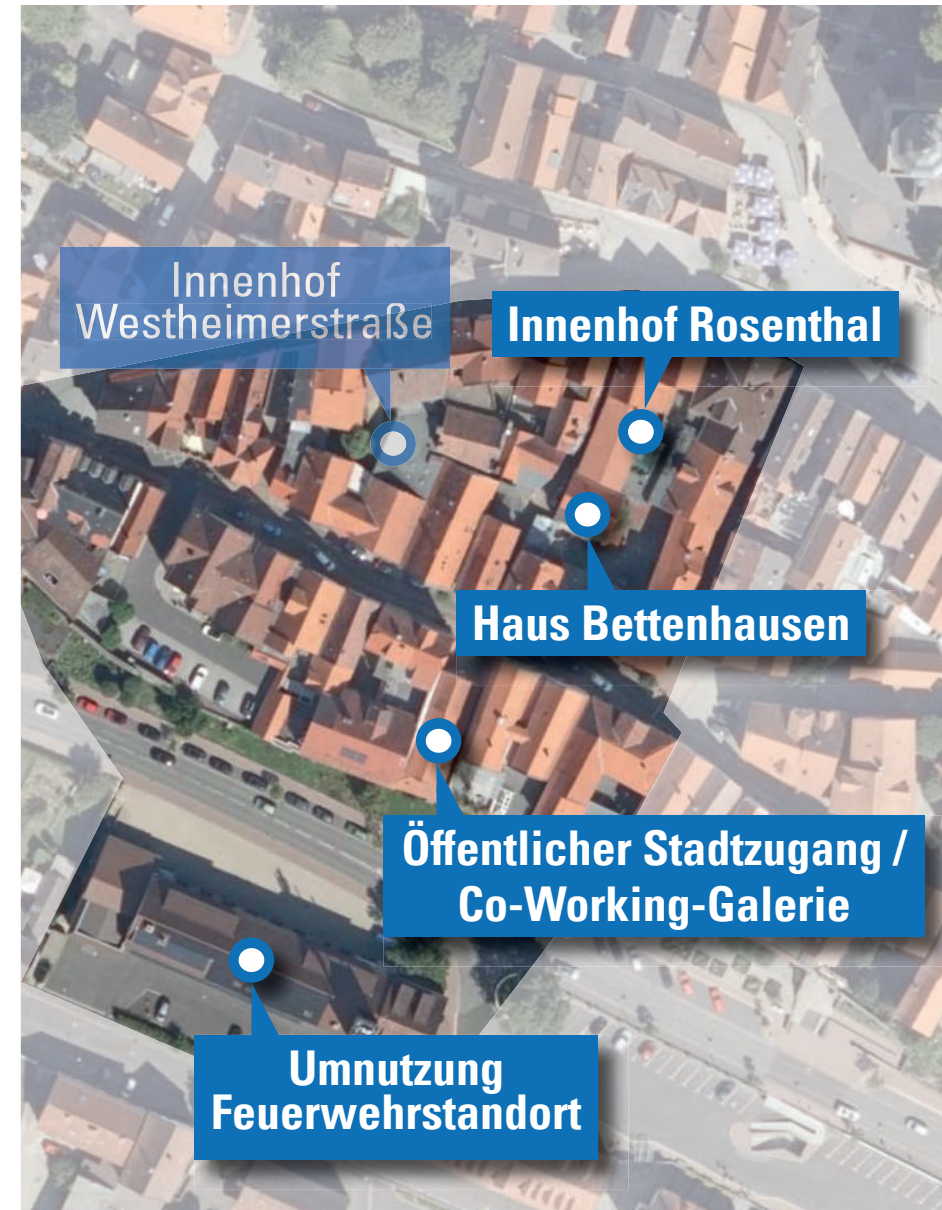 Innenhof
Westheimerstraße
Innenhof Rosenthal
Haus Bettenhausen
Öffentlicher Stadtzugang /
Co-Working-Galerie
Umnutzung
Feuerwehrstandort